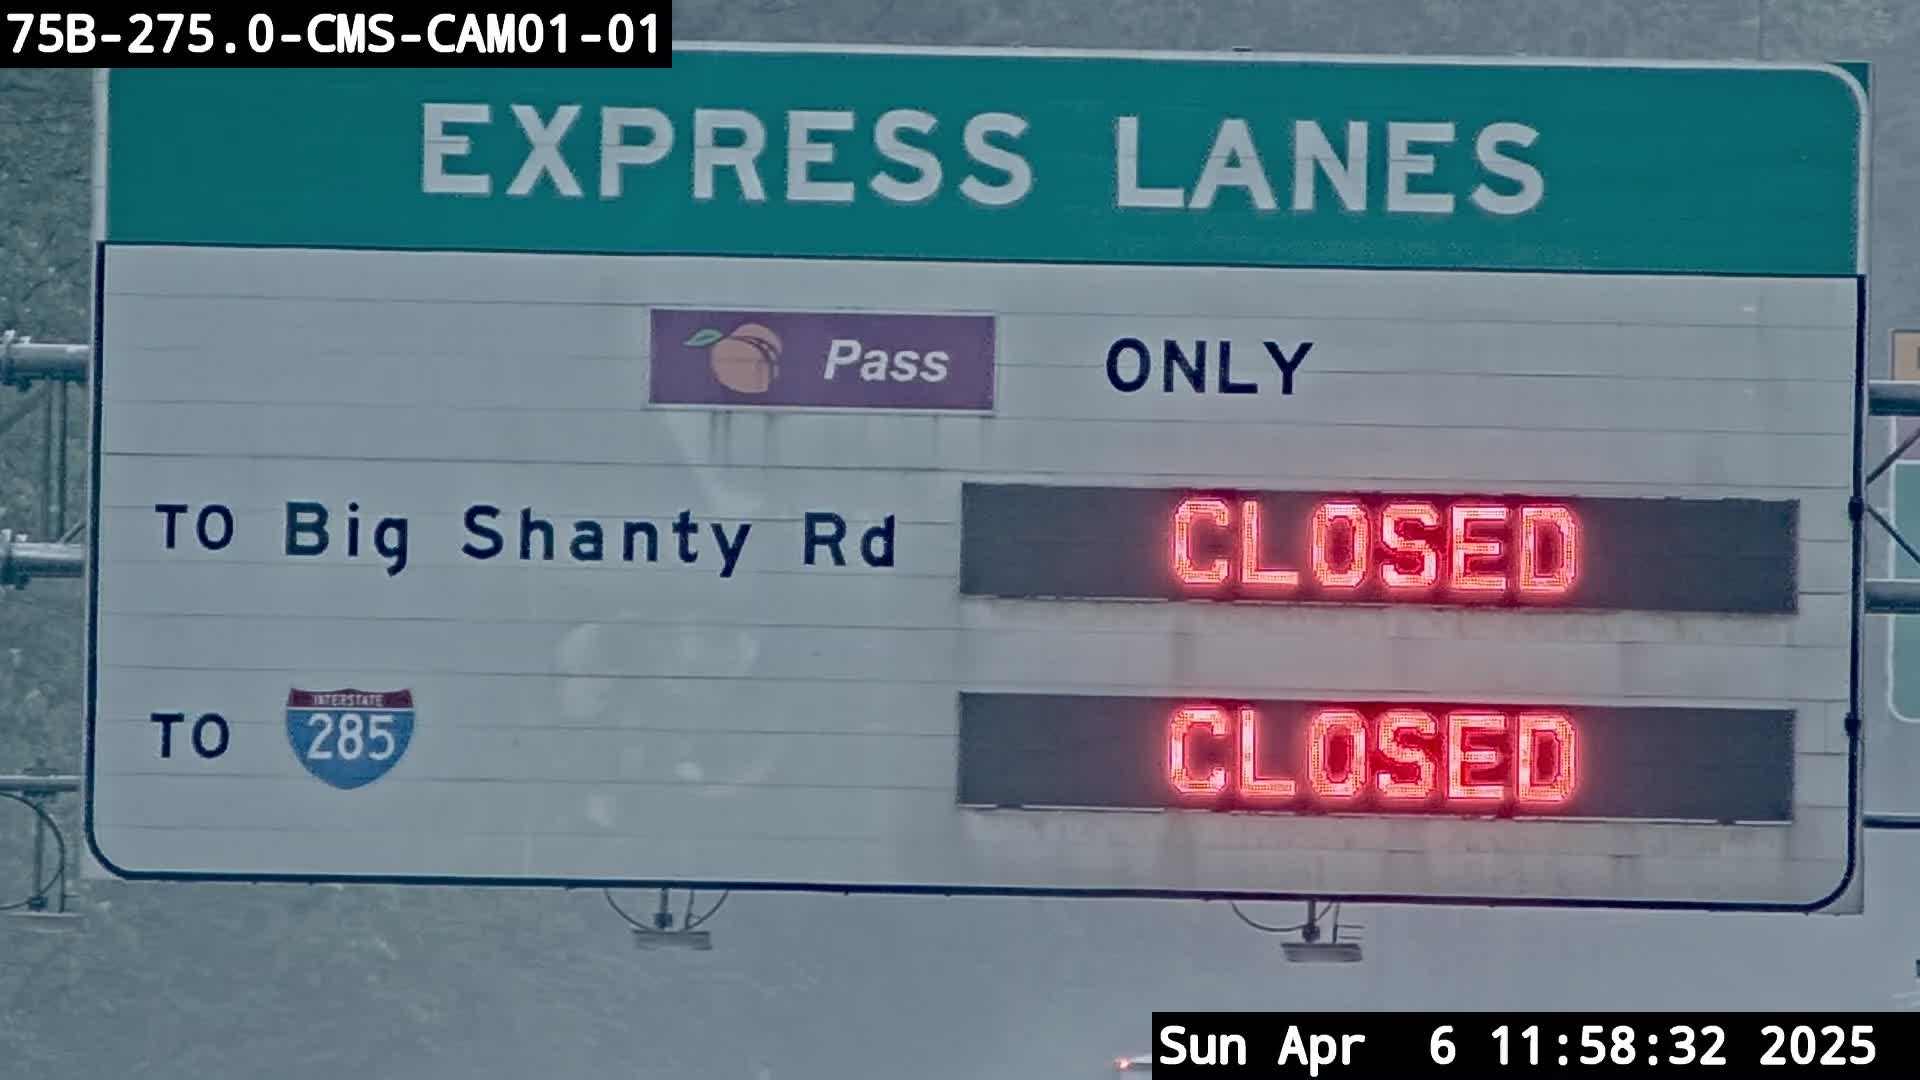 75B-275.0-CMS-CAM01-01
EXPRESS LANES
Pass ONLY
TO Big Shanty Rd CLOSED
TO INTERSTATE 285 CLOSED
Sun Apr 6 11:58:32 2025